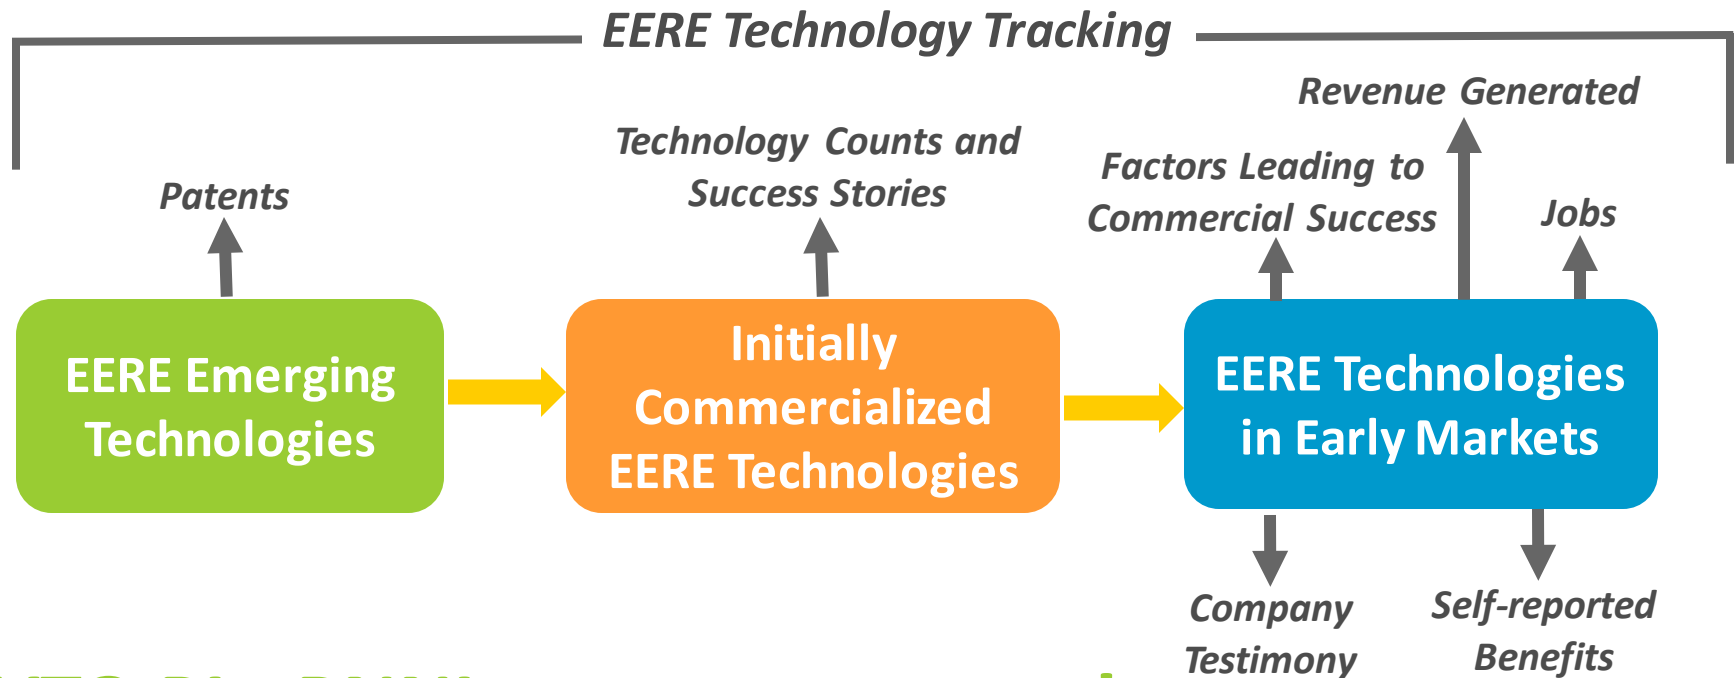 EERE Technology Tracking
Revenue Generated
Technology Counts and
Success Stories
Factors Leading to
Commercial Success
Patents
Jobs
EERE Emerging
Technologies
Initially
Commercialized
EERE Technologies
EERE Technologies
in Early Markets
Company
Testimony
Self-reported
Benefits